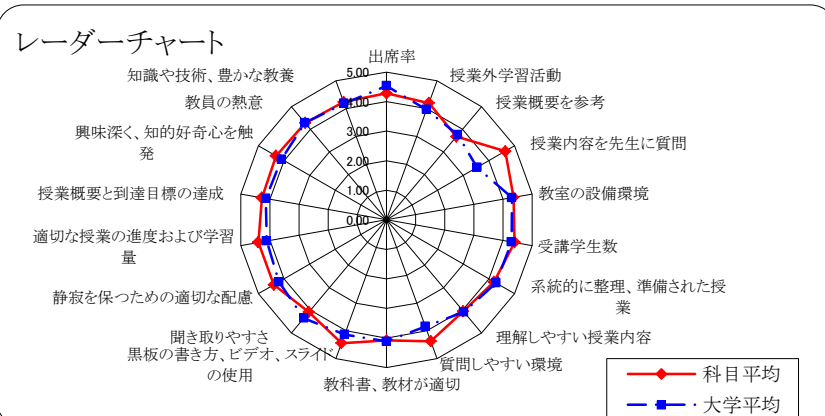 レーダーチャート
出席率
授業外学習活動
授業概要を参考
授業内容を先生に質問
教室の設備環境
受講学生数
系統的に整理、準備された授
業
理解しやすい授業内容
質問しやすい環境
教科書、教材が適切
黒板の書き方、ビデオ、スライド
の使用
聞き取りやすさ
静寂を保つための適切な配慮
適切な授業の進度および学習
量
授業概要と到達目標の達成
興味深く、知的好奇心を触
発
教員の熱意
知識や技術、豊かな教養
5.00
4.00
3.00
2.00
1.00
0.00
科目平均
大学平均